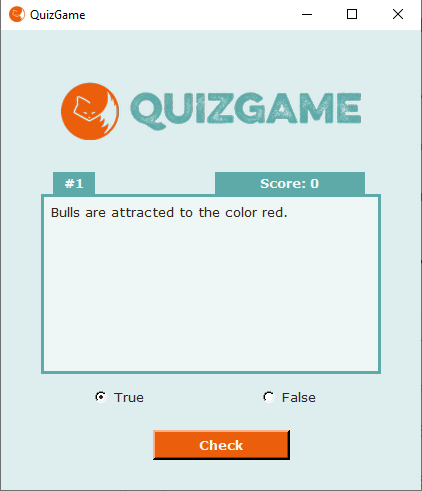 QuizGame
QUIZGAME
#1 Score: 0
Bulls are attracted to the color red.
True False
Check